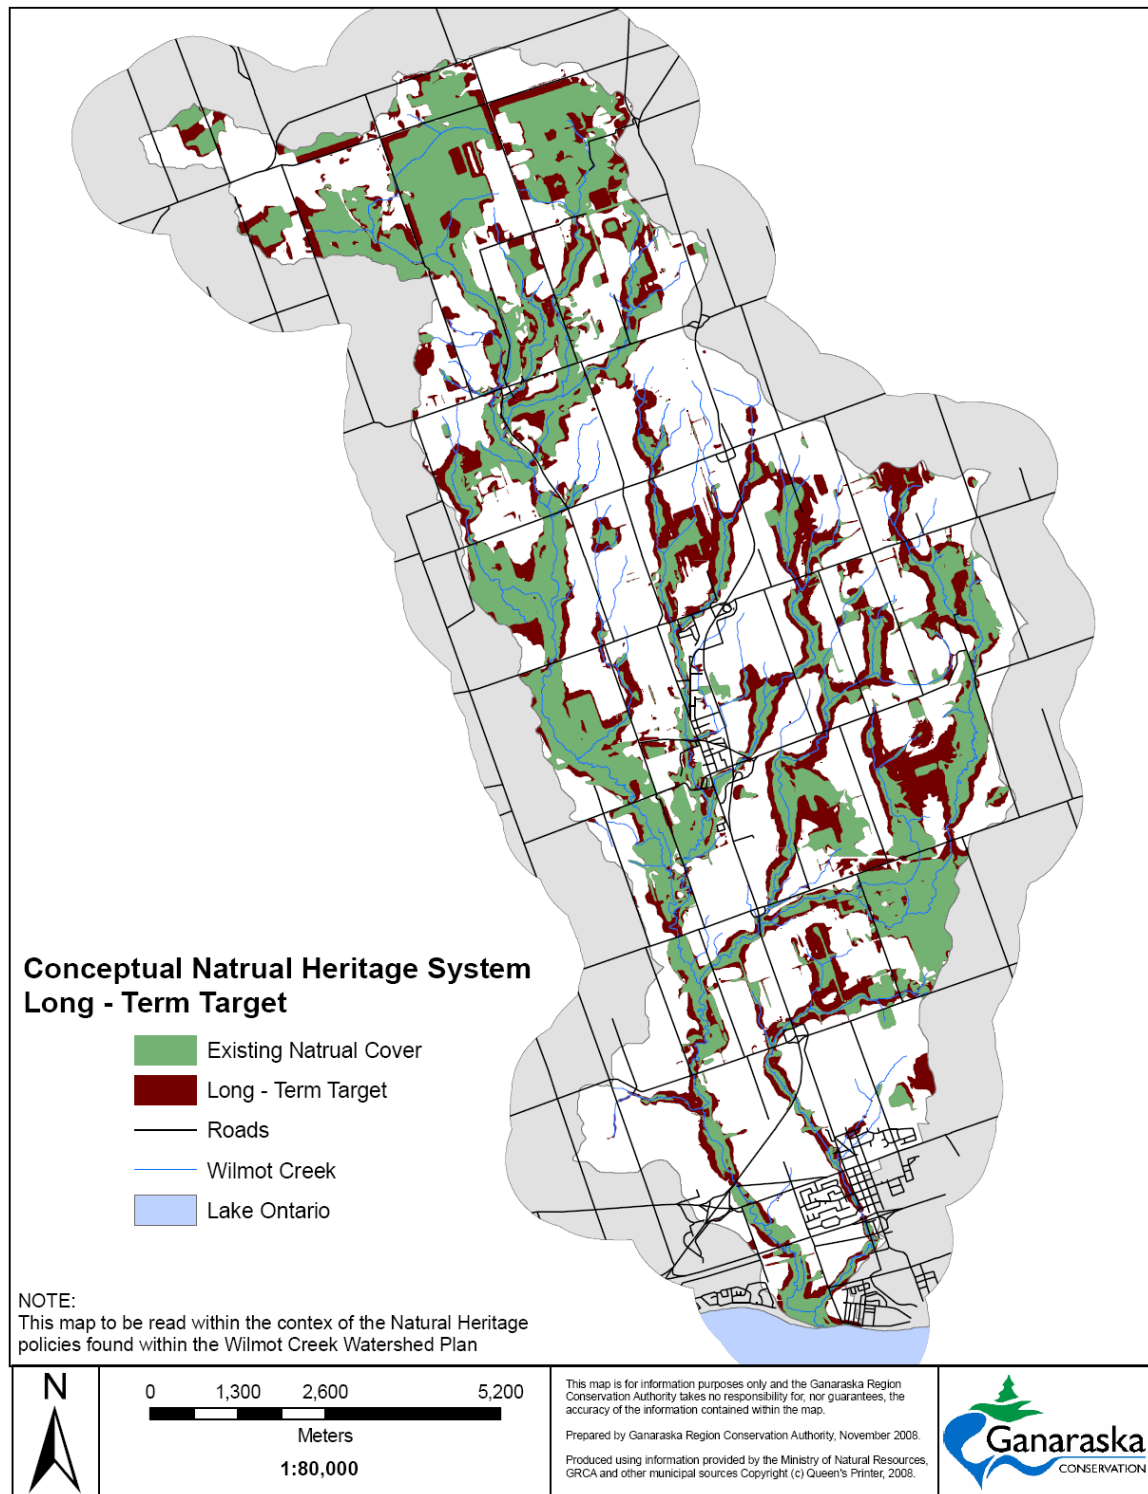 Conceptual Natrual Heritage System
Long - Term Target
Existing Natrual Cover
Long - Term Target
Roads
Wilmot Creek
Lake Ontario
NOTE:
This map to be read within the contex of the Natural Heritage
policies found within the Wilmot Creek Watershed Plan
N
0 1,300 2,600 5,200
Meters
1:80,000
This map is for information purposes only and the Ganaraska Region
Conservation Authority takes no responsibility for, nor guarantees, the
accuracy of the information contained within the map.
Prepared by Ganaraska Region Conservation Authority, November 2008.
Produced using information provided by the Ministry of Natural Resources,
GRCA and other municipal sources Copyright (c) Queen's Printer, 2008.
Ganaraska
CONSERVATION